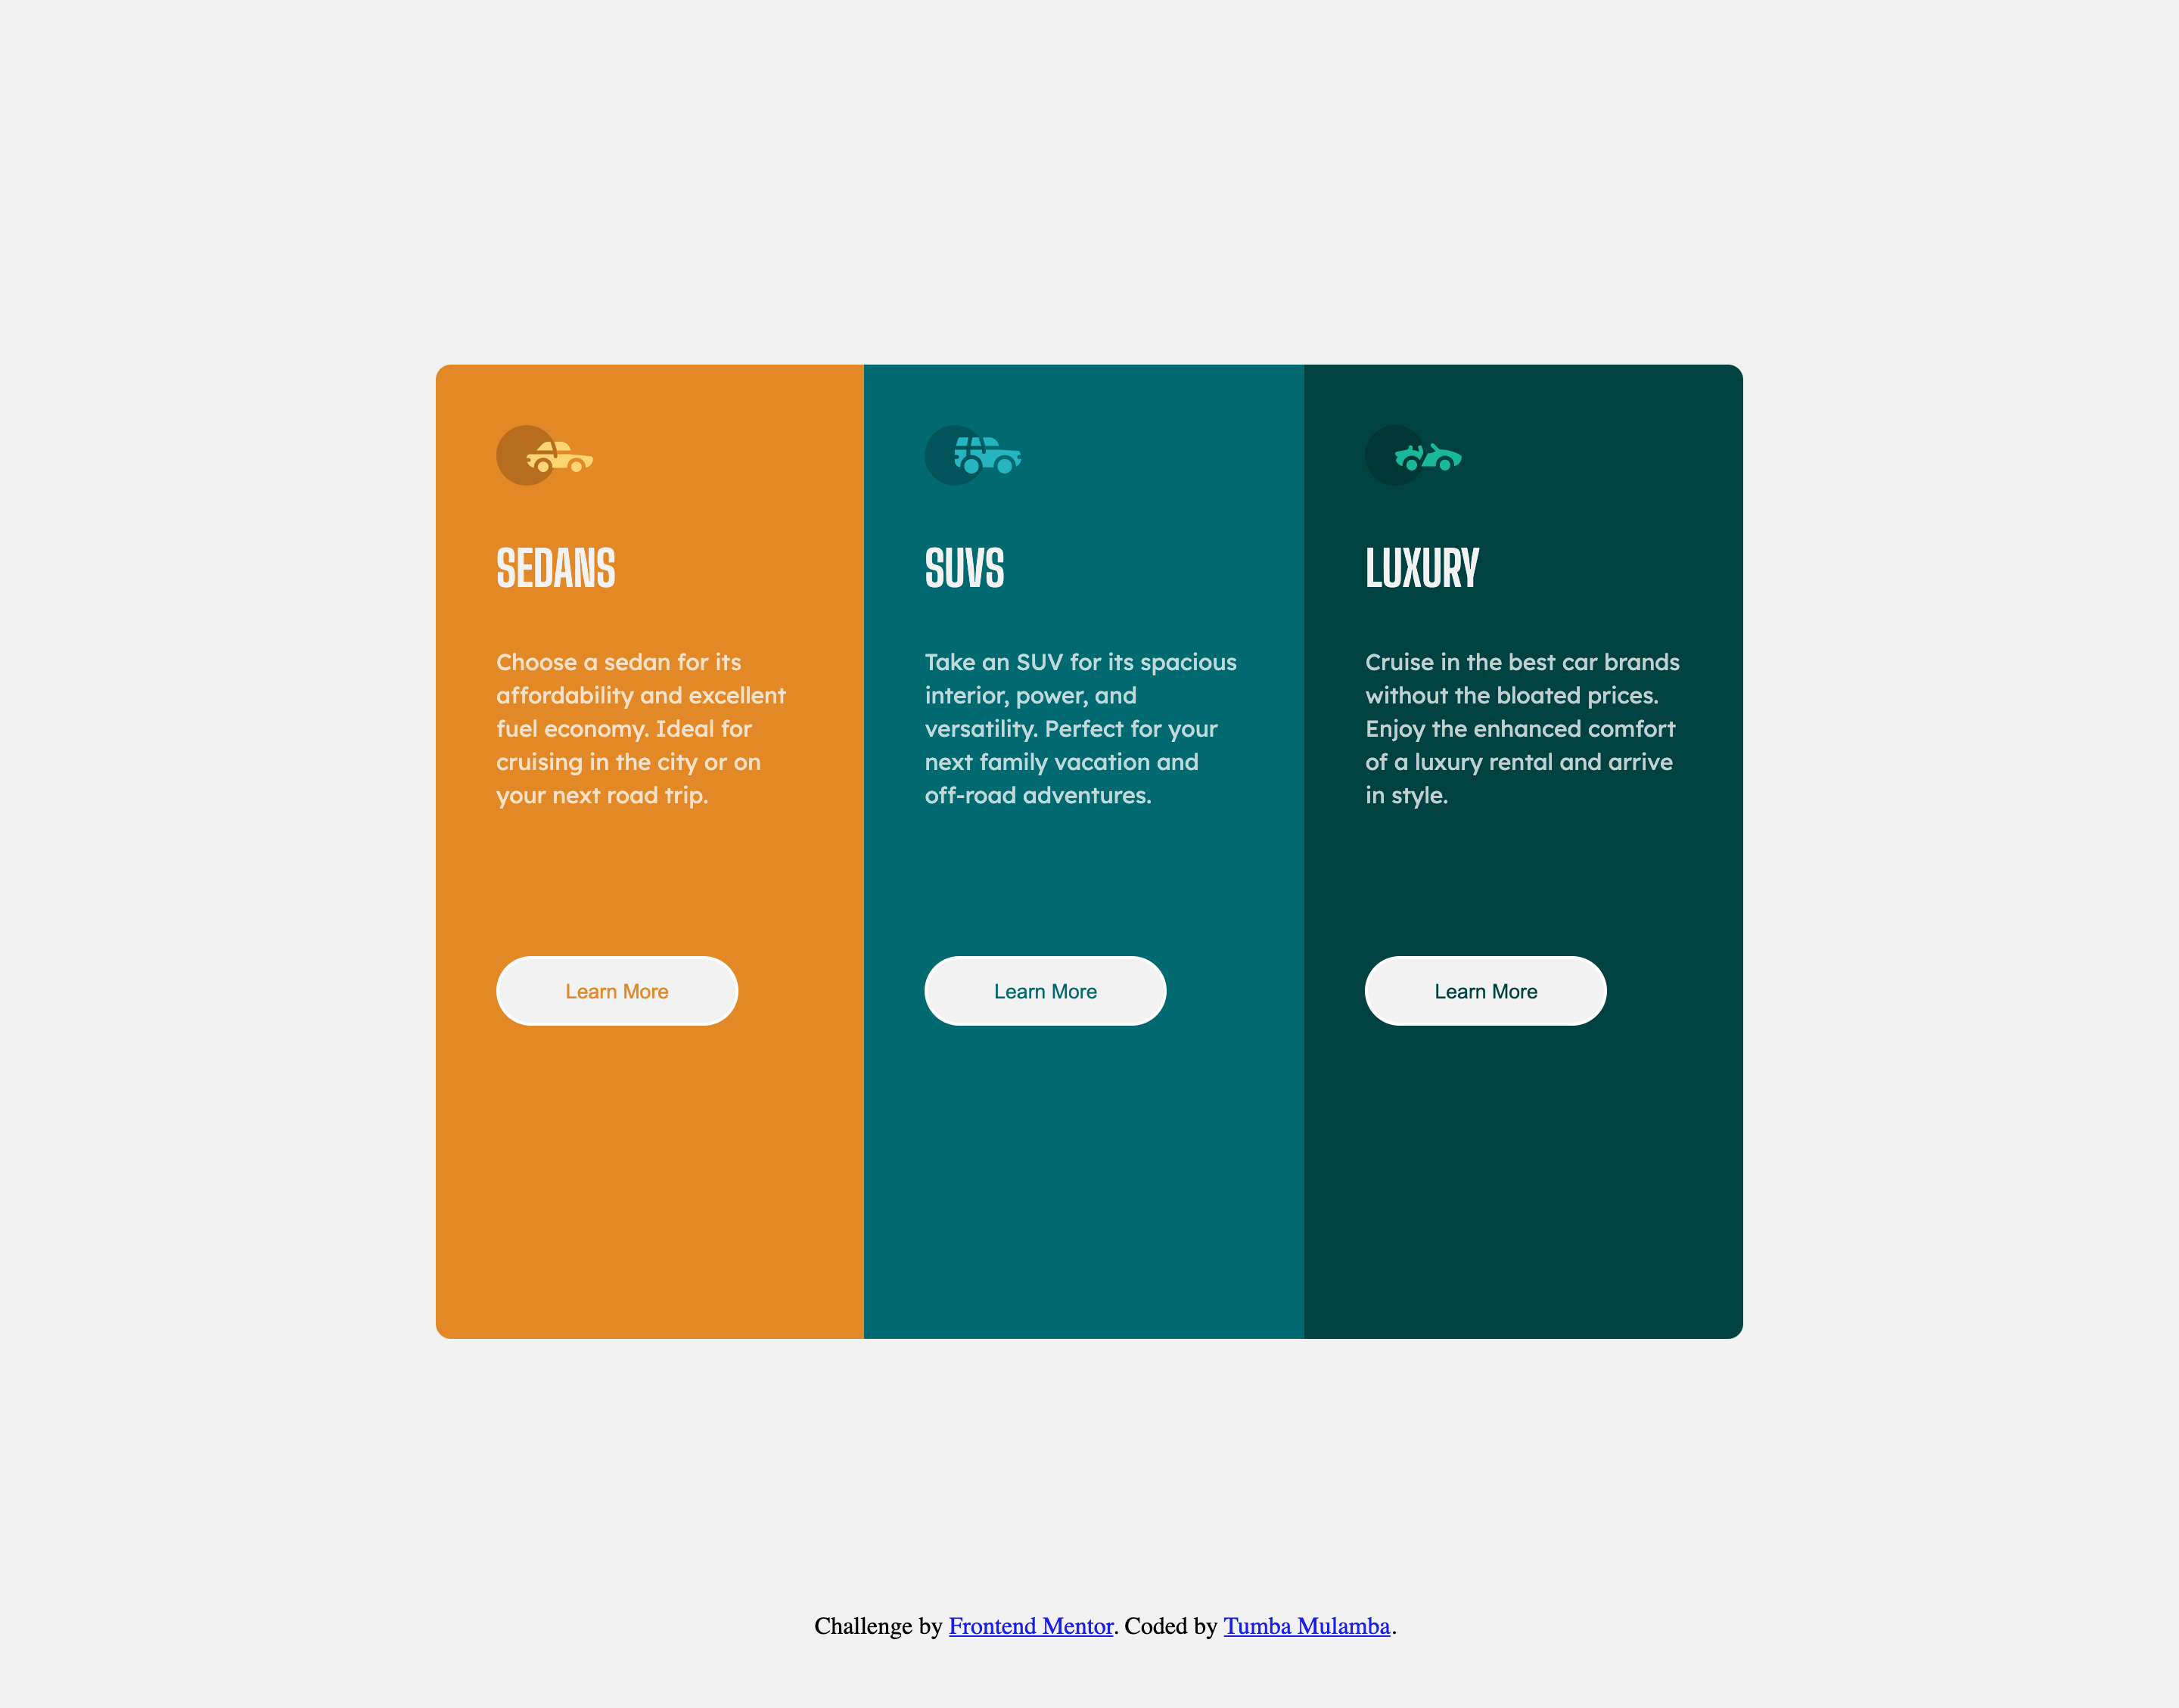 SEDANS
Choose a sedan for its
affordability and excellent
fuel economy. Ideal for
cruising in the city or on
your next road trip.
Learn More
SUVS
Take an SUV for its spacious
interior, power, and
versatility. Perfect for your
next family vacation and
off-road adventures.
Learn More
LUXURY
Cruise in the best car brands
without the bloated prices.
Enjoy the enhanced comfort
of a luxury rental and arrive
in style.
Learn More
Challenge by Frontend Mentor. Coded by Tumba Mulamba.